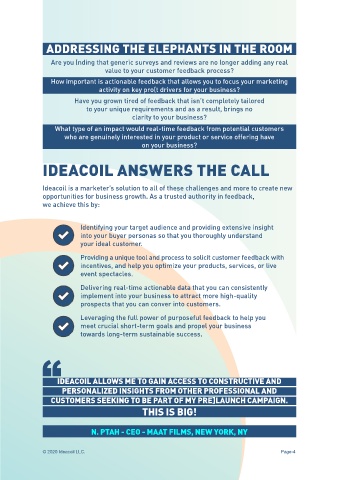 ADDRESSING THE ELEPHANTS IN THE ROOM
Are you lnding that generic surveys and reviews are no longer adding any real
value to your customer feedback process?
How important is actionable feedback that allows you to focus your marketing
activity on key prolt drivers for your business?
Have you grown tired of feedback that isn't completely tailored
to your unique requirements and as a result, brings no
clarity to your business?
What type of an impact would real-time feedback from potential customers
who are genuinely interested in your product or service offering have
on your business?
IDEACOIL ANSWERS THE CALL
Ideacoil is a marketer's solution to all of these challenges and more to create new
opportunities for business growth. As a trusted authority in feedback,
we achieve this by:
Identifying your target audience and providing extensive insight
into your buyer personas so that you thoroughly understand
your ideal customer.
Providing a unique tool and process to solicit customer feedback with
incentives, and help you optimize your products, services, or live
event spectacles.
Delivering real-time actionable data that you can consistently
implement into your business to attract more high-quality
prospects that you can conver into customers.
Leveraging the full power of purposeful feedback to help you
meet crucial short-term goals and propel your business
towards long-term sustainable success.
“
IDEACOIL ALLOWS ME TO GAIN ACCESS TO CONSTRUCTIVE AND
PERSONALIZED INSIGHTS FROM OTHER PROFESSIONAL AND
CUSTOMERS SEEKING TO BE PART OF MY PRE]LAUNCH CAMPAIGN.
THIS IS BIG!
N. PTAH - CEO - MAAT FILMS, NEW YORK, NY
© 2020 Ideacoil LLC.
Page 4